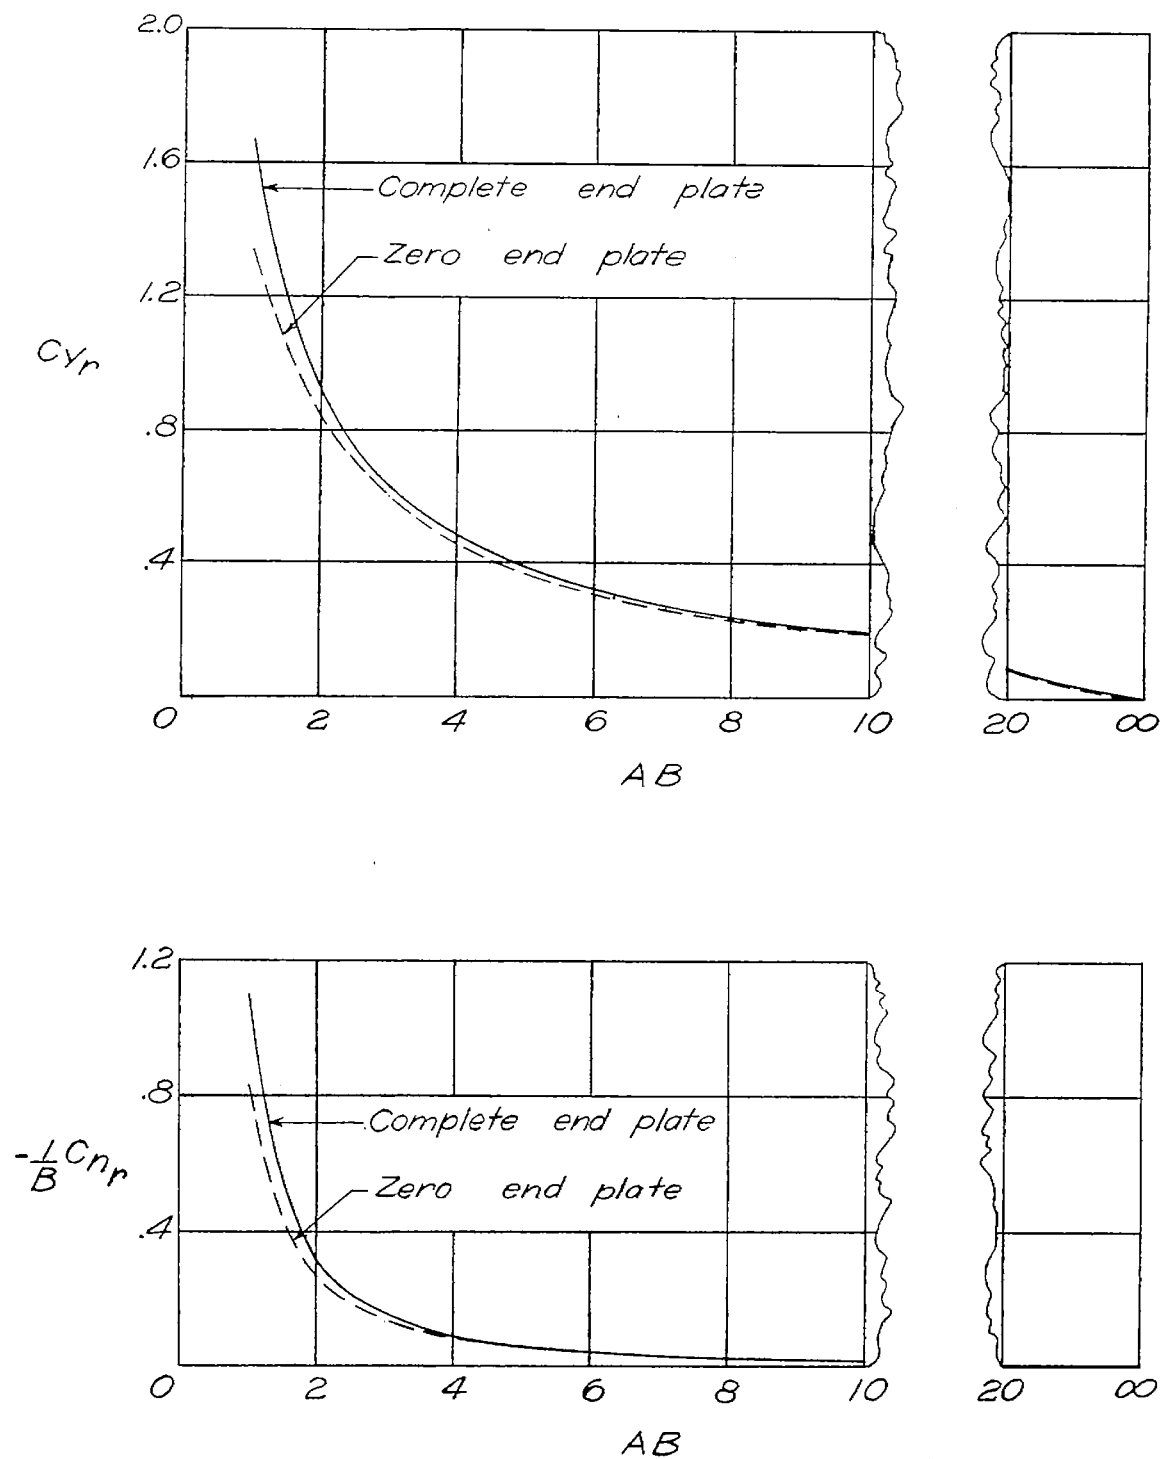 2.0
1.6
Complete end plate
Zero end plate
1.2
Cyr
.8
.4
0 2 4 6 8 10 20 ∞
AB
1.2
.8
Complete end plate
-1/B Cnr
Zero end plate
.4
0 2 4 6 8 10 20 ∞
AB